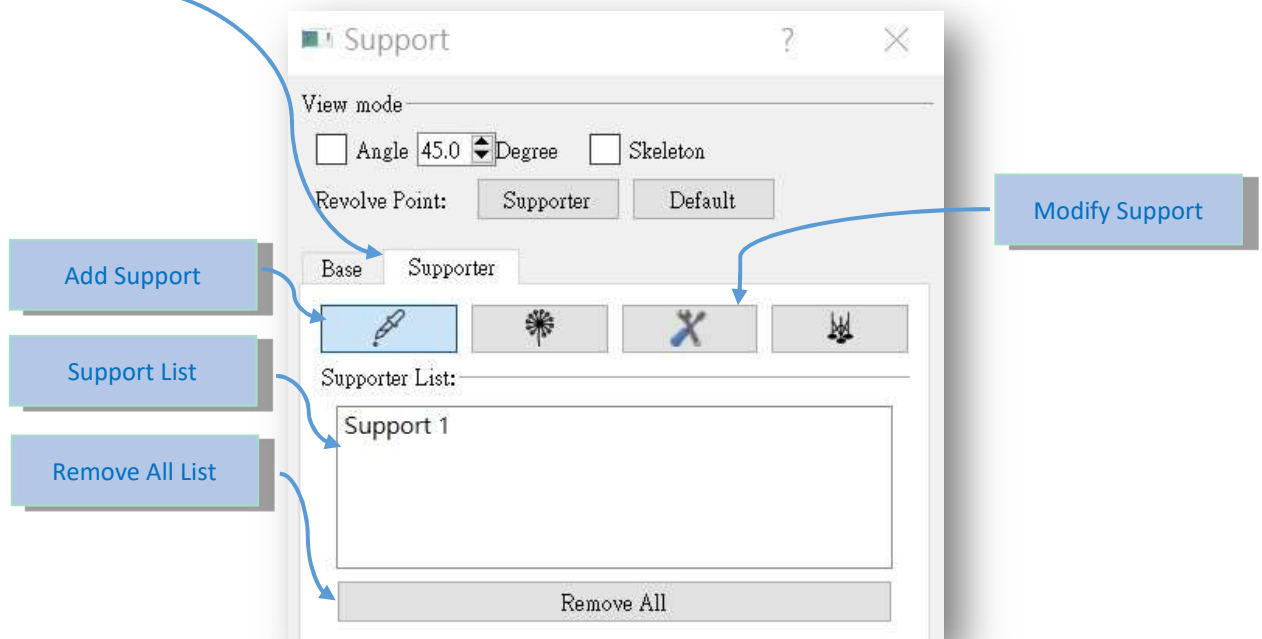 Support
View mode
Angle 45.0 Degree Skeleton
Revolve Point: Supporter Default
Modify Support
Base Supporter
Add Support
Support List
Supporter List:
Support 1
Remove All List
Remove All